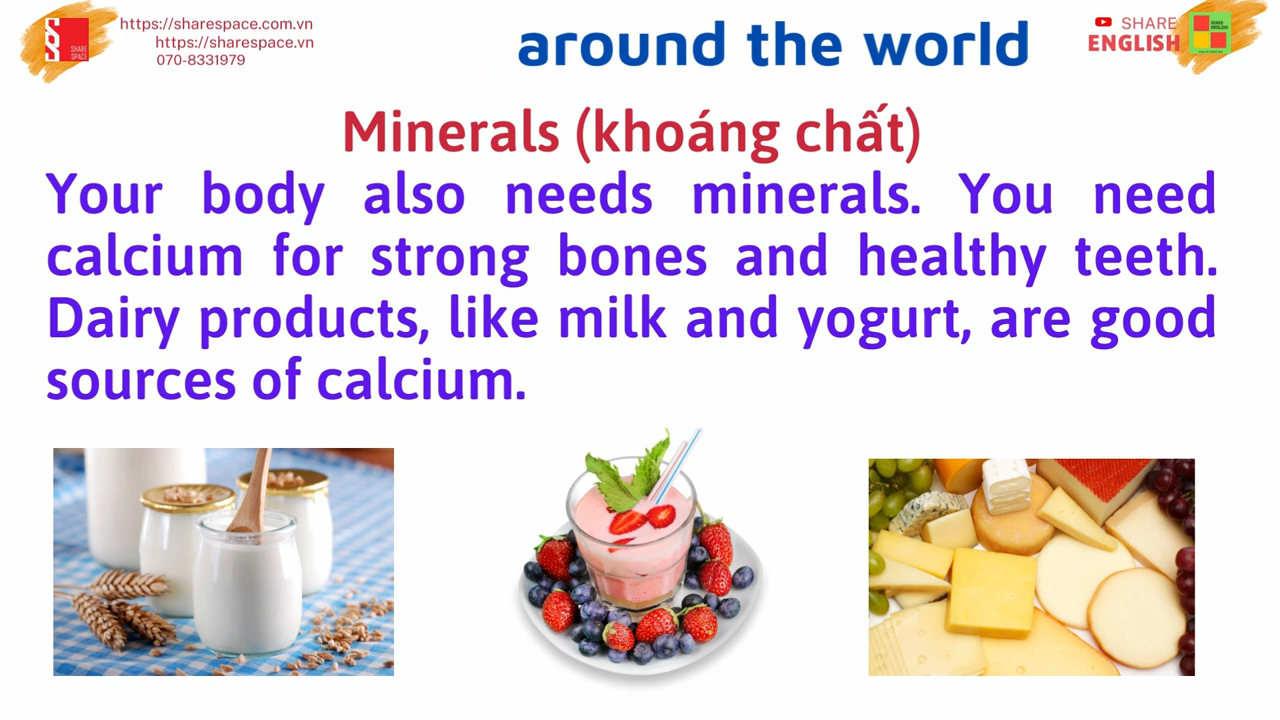 https://sharespace.com.vn
https://sharespace.vn
070-8331979
SHARE
SPACE
around the world
SHARE
ENGLISH
Minerals (khoáng chất)
Your body also needs minerals. You need
calcium for strong bones and healthy teeth.
Dairy products, like milk and yogurt, are good
sources of calcium.